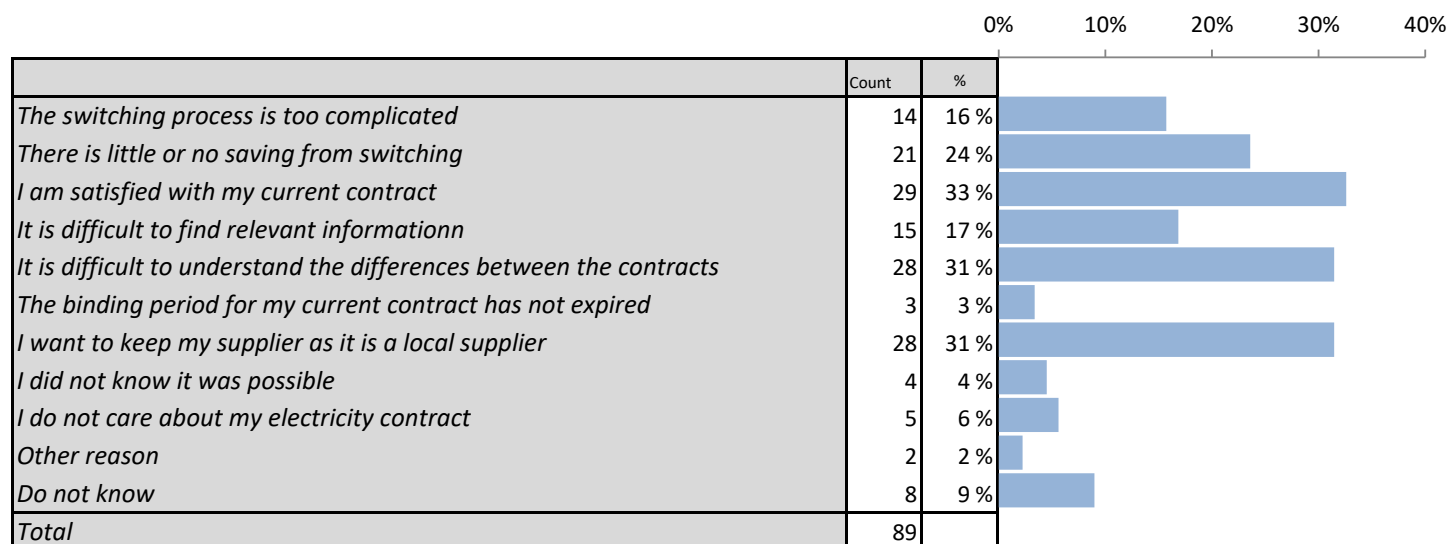 0% 10% 20% 30% 40%
Count %
The switching process is too complicated 14 16 %
There is little or no saving from switching 21 24 %
I am satisfied with my current contract 29 33 %
It is difficult to find relevant informationn 15 17 %
It is difficult to understand the differences between the contracts 28 31 %
The binding period for my current contract has not expired 3 3 %
I want to keep my supplier as it is a local supplier 28 31 %
I did not know it was possible 4 4 %
I do not care about my electricity contract 5 6 %
Other reason 2 2 %
Do not know 8 9 %
Total 89